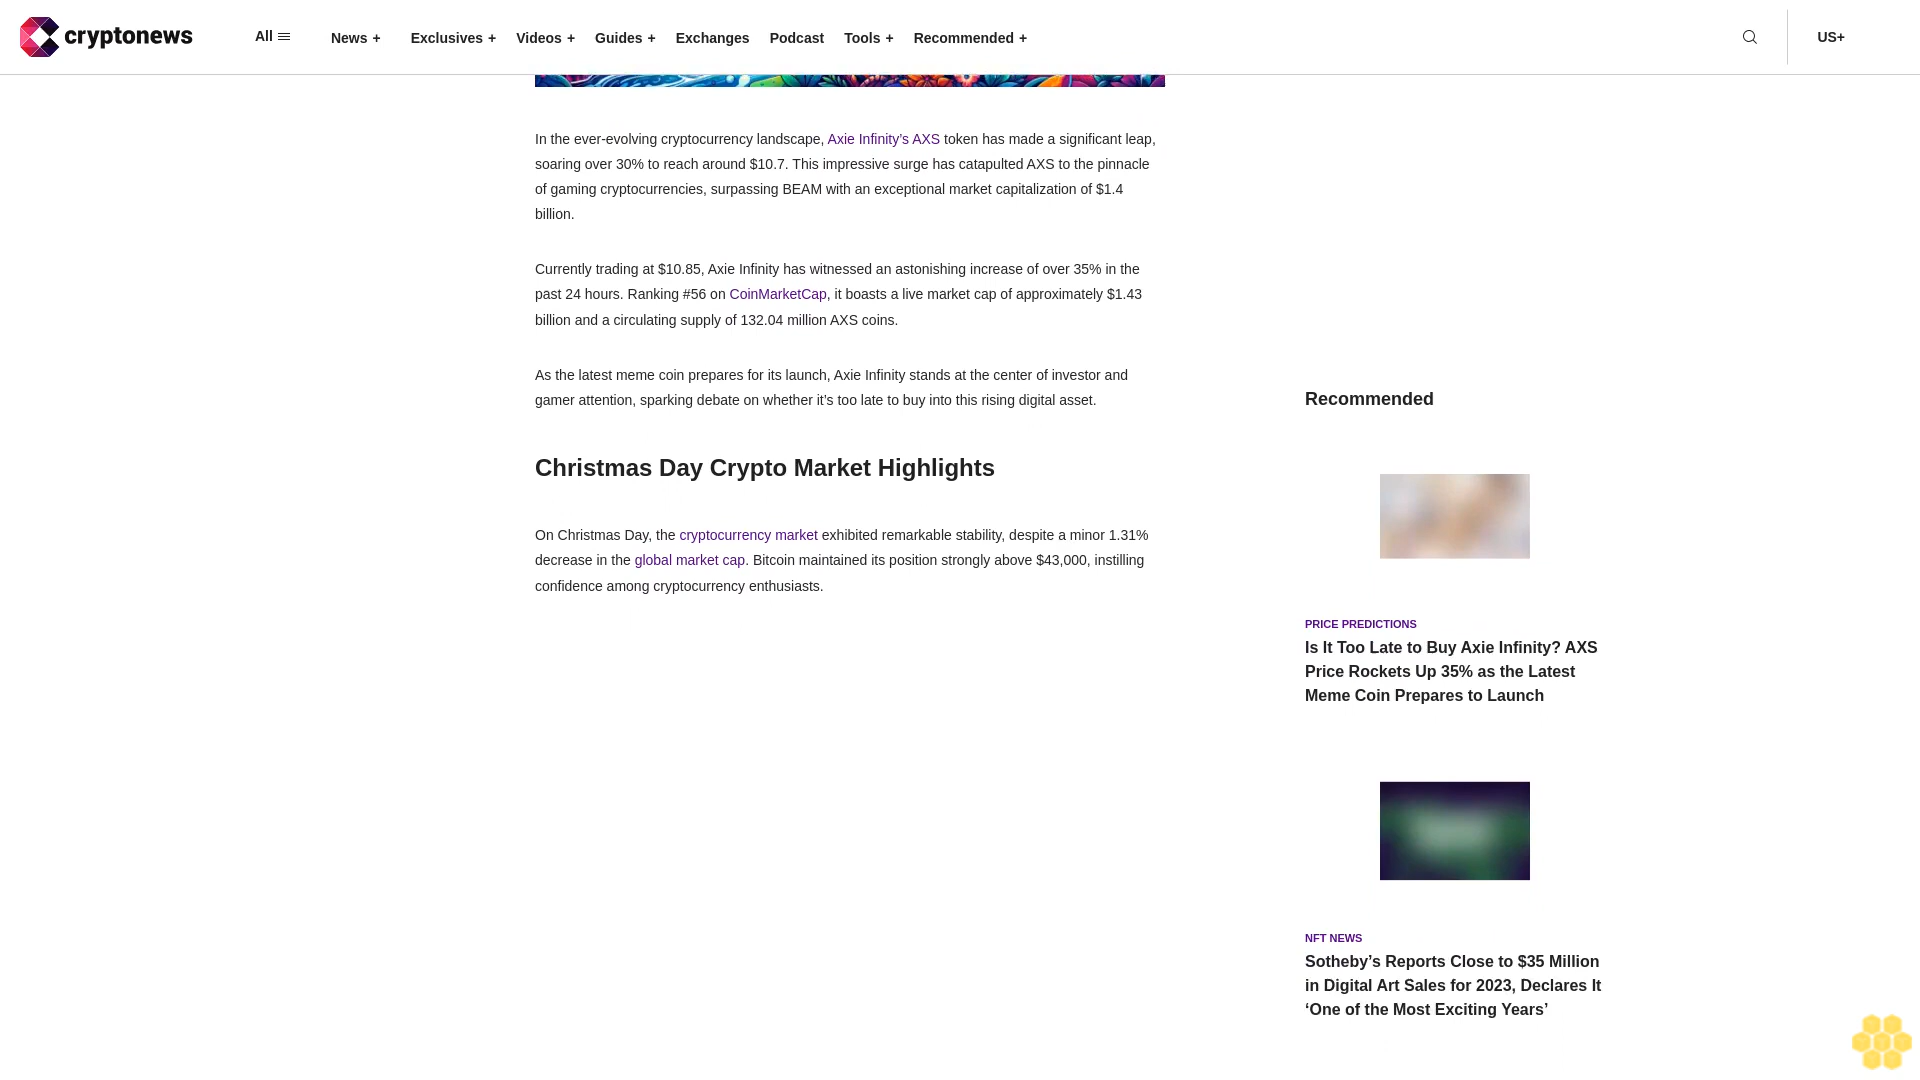 cryptonews
All
News +
Exclusives +
Videos +
Guides +
Exchanges
Podcast
Tools +
Recommended +
US+
In the ever-evolving cryptocurrency landscape, Axie Infinity’s AXS token has made a significant leap,
soaring over 30% to reach around $10.7. This impressive surge has catapulted AXS to the pinnacle
of gaming cryptocurrencies, surpassing BEAM with an exceptional market capitalization of $1.4
billion.
Currently trading at $10.85, Axie Infinity has witnessed an astonishing increase of over 35% in the
past 24 hours. Ranking #56 on CoinMarketCap, it boasts a live market cap of approximately $1.43
billion and a circulating supply of 132.04 million AXS coins.
As the latest meme coin prepares for its launch, Axie Infinity stands at the center of investor and
gamer attention, sparking debate on whether it’s too late to buy into this rising digital asset.
Christmas Day Crypto Market Highlights
On Christmas Day, the cryptocurrency market exhibited remarkable stability, despite a minor 1.31%
decrease in the global market cap. Bitcoin maintained its position strongly above $43,000, instilling
confidence among cryptocurrency enthusiasts.
Recommended
PRICE PREDICTIONS
Is It Too Late to Buy Axie Infinity? AXS
Price Rockets Up 35% as the Latest
Meme Coin Prepares to Launch
NFT NEWS
Sotheby’s Reports Close to $35 Million
in Digital Art Sales for 2023, Declares It
‘One of the Most Exciting Years’